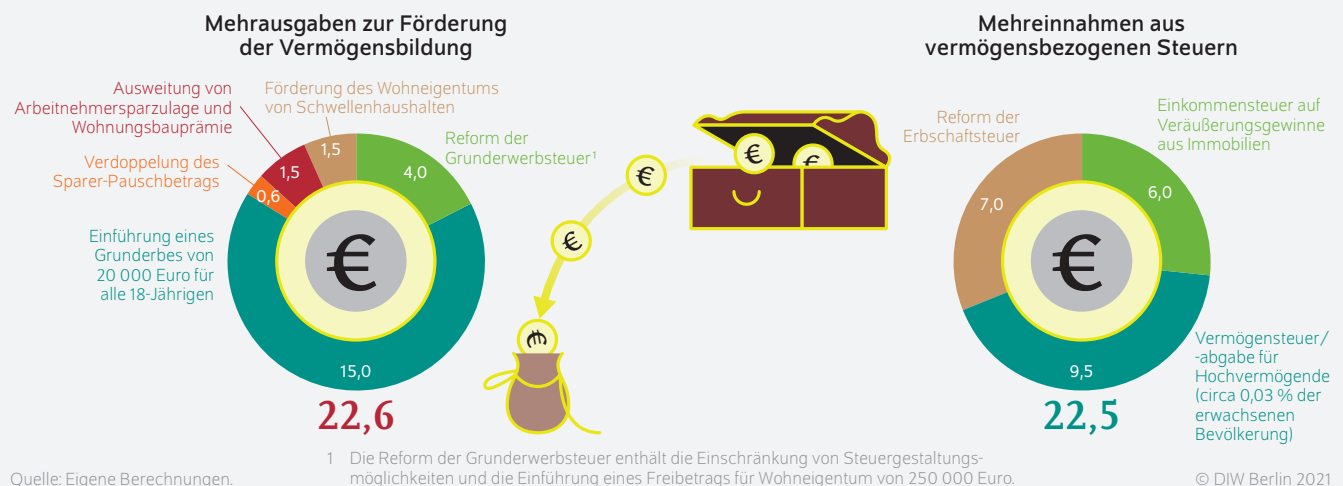 Mehrausgaben zur Förderung
der Vermögensbildung
Ausweitung von
Arbeitnehmersparzulage und
Wohnungsbauprämie
Förderung des Wohneigentums
von Schwellenhaushalten
Reform der
Grunderwerbsteuer¹
Verdoppelung des
Sparer-Pauschbetrags
Einführung eines
Grunderbes von
20 000 Euro für
alle 18-Jährigen
1,5
1,5
4,0
0,6
€
15,0
22,6
€
€
€
€
€
Mehreinnahmen aus
vermögensbezogenen Steuern
Reform der
Erbschaftsteuer
Einkommensteuer auf
Veräußerungsgewinne
aus Immobilien
7,0
6,0
€
9,5
Vermögensteuer/
-abgabe für
Hochvermögende
(circa 0,03 % der
erwachsenen
Bevölkerung)
22,5
1 Die Reform der Grunderwerbsteuer enthält die Einschränkung von Steuergestaltungs-
möglichkeiten und die Einführung eines Freibetrags für Wohneigentum von 250 000 Euro.
Quelle: Eigene Berechnungen.
© DIW Berlin 2021